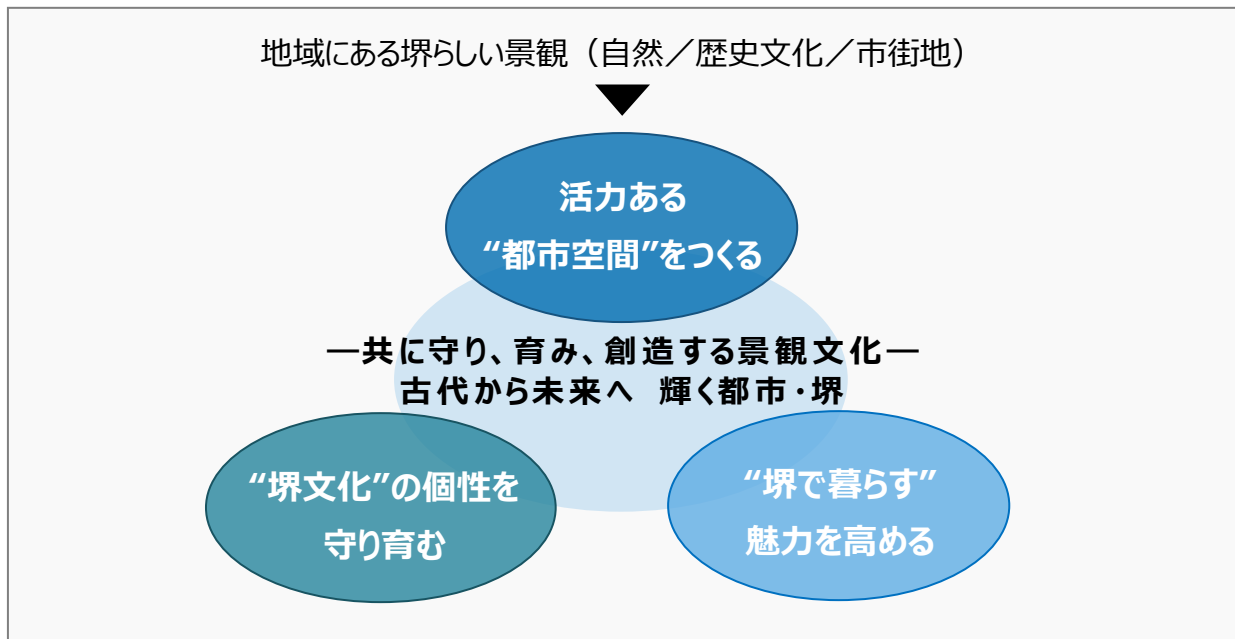 地域にある堺らしい景観（自然／歴史文化／市街地）
活力ある
“都市空間”をつくる
―共に守り、育み、創造する景観文化―
古代から未来へ　輝く都市・堺
“堺文化”の個性を
守り育む
“堺で暮らす”
魅力を高める